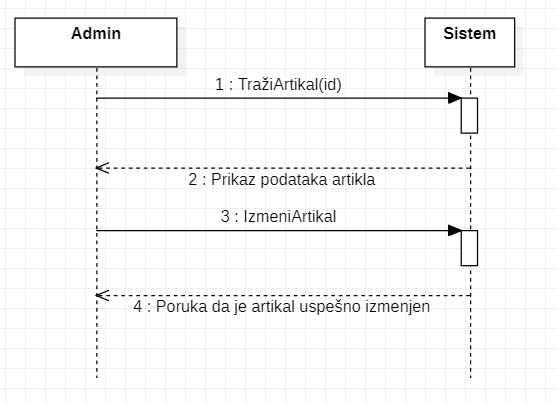 Admin
Sistem
1 : TražiArtikal(id)
2 : Prikaz podataka artikla
3 : IzmeniArtikal
4 : Poruka da je artikal uspešno izmenjen